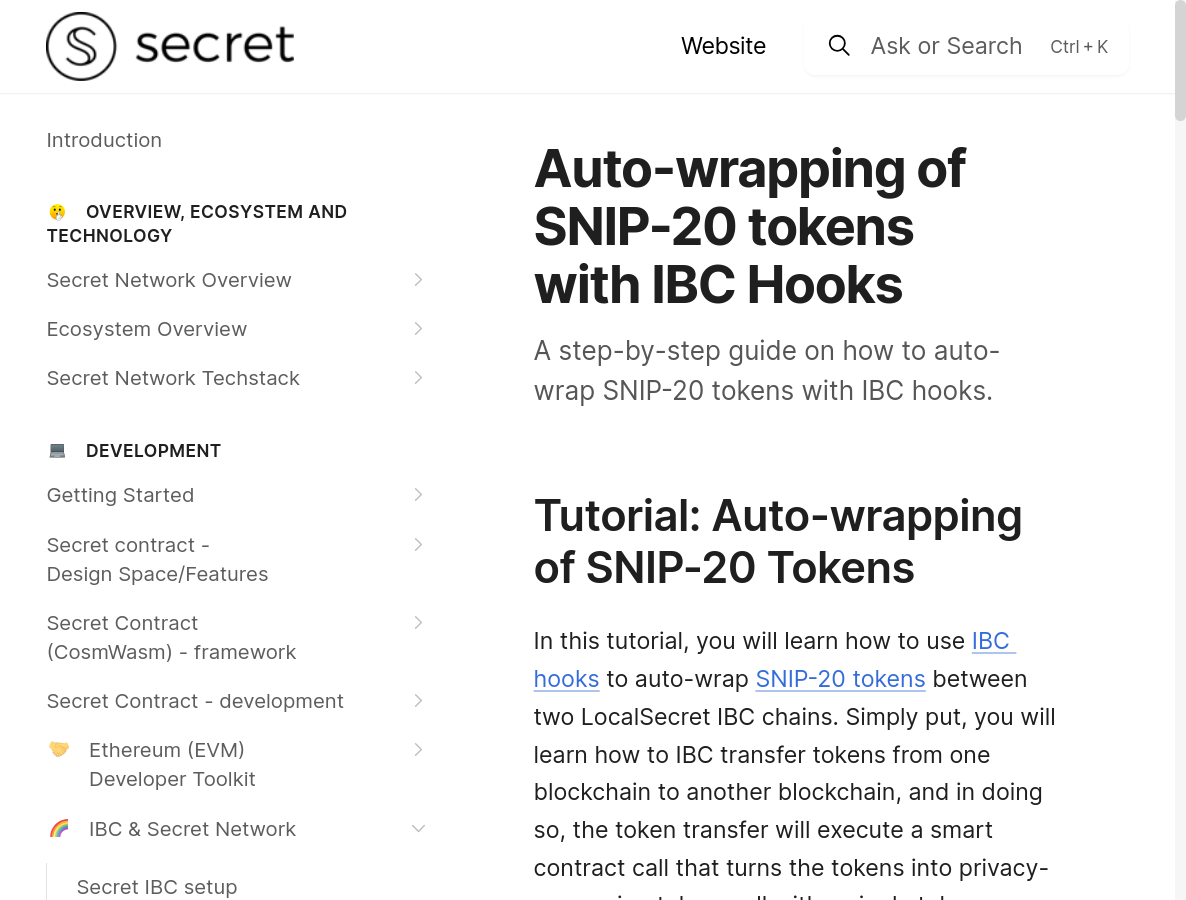 secret
Website
Ask or Search
Ctrl + K
Introduction
OVERVIEW, ECOSYSTEM AND
TECHNOLOGY
Secret Network Overview
Ecosystem Overview
Secret Network Techstack
DEVELOPMENT
Getting Started
Secret contract -
Design Space/Features
Secret Contract
(CosmWasm) - framework
Secret Contract - development
Ethereum (EVM)
Developer Toolkit
IBC & Secret Network
Secret IBC setup
Auto-wrapping of
SNIP-20 tokens
with IBC Hooks
A step-by-step guide on how to auto-
wrap SNIP-20 tokens with IBC hooks.
Tutorial: Auto-wrapping
of SNIP-20 Tokens
In this tutorial, you will learn how to use IBC
hooks to auto-wrap SNIP-20 tokens between
two LocalSecret IBC chains. Simply put, you will
learn how to IBC transfer tokens from one
blockchain to another blockchain, and in doing
so, the token transfer will execute a smart
contract call that turns the tokens into privacy-